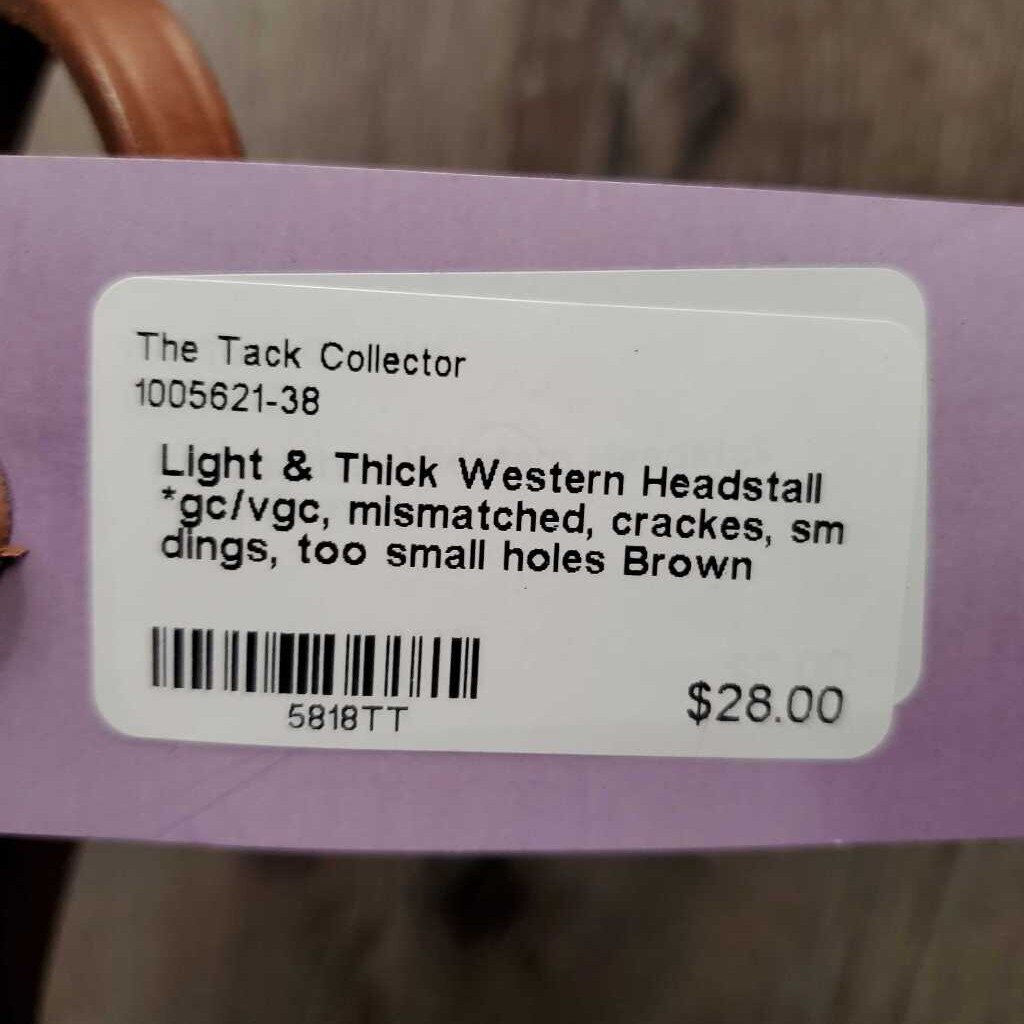 The Tack Collector
1005621-38
Light & Thick Western Headstall
*gc/vgc, mismatched, crackes, sm
dings, too small holes Brown
5818TT
$28.00